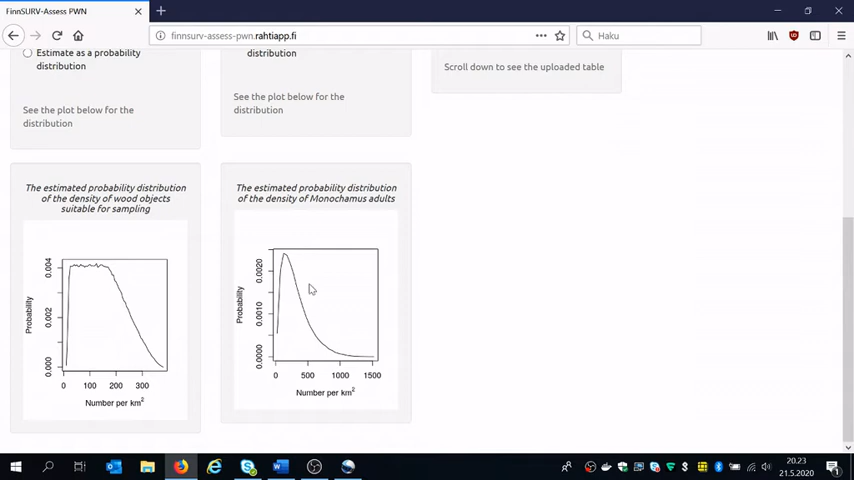 FinnSURV-Assess PWN
finnsurv-assess-pwn.rahtiapp.fi
Haku
Estimate as a probability
distribution
See the plot below for the
distribution
distribution
See the plot below for the
distribution
Scroll down to see the uploaded table
The estimated probability distribution
of the density of wood objects
suitable for sampling
Probability
0.000
0.002
0.004
0 100 200 300
Number per km²
The estimated probability distribution
of the density of Monochamus adults
Probability
0.0000
0.0010
0.0020
0 500 1000 1500
Number per km²
20.23
21.5.2020